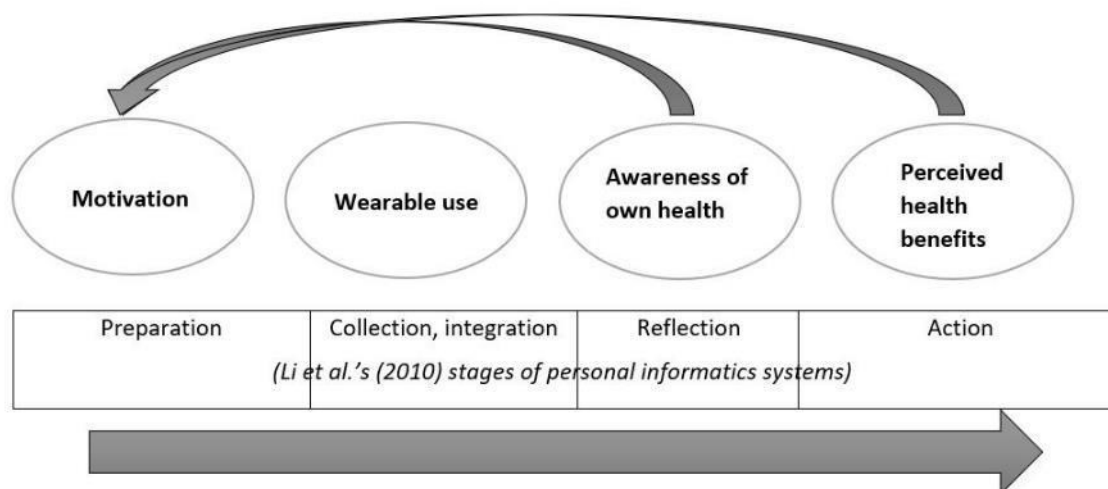 Motivation
Wearable use
Awareness of
own health
Perceived
health
benefits
Preparation
Collection, integration
Reflection
Action
(Li et al.'s (2010) stages of personal informatics systems)